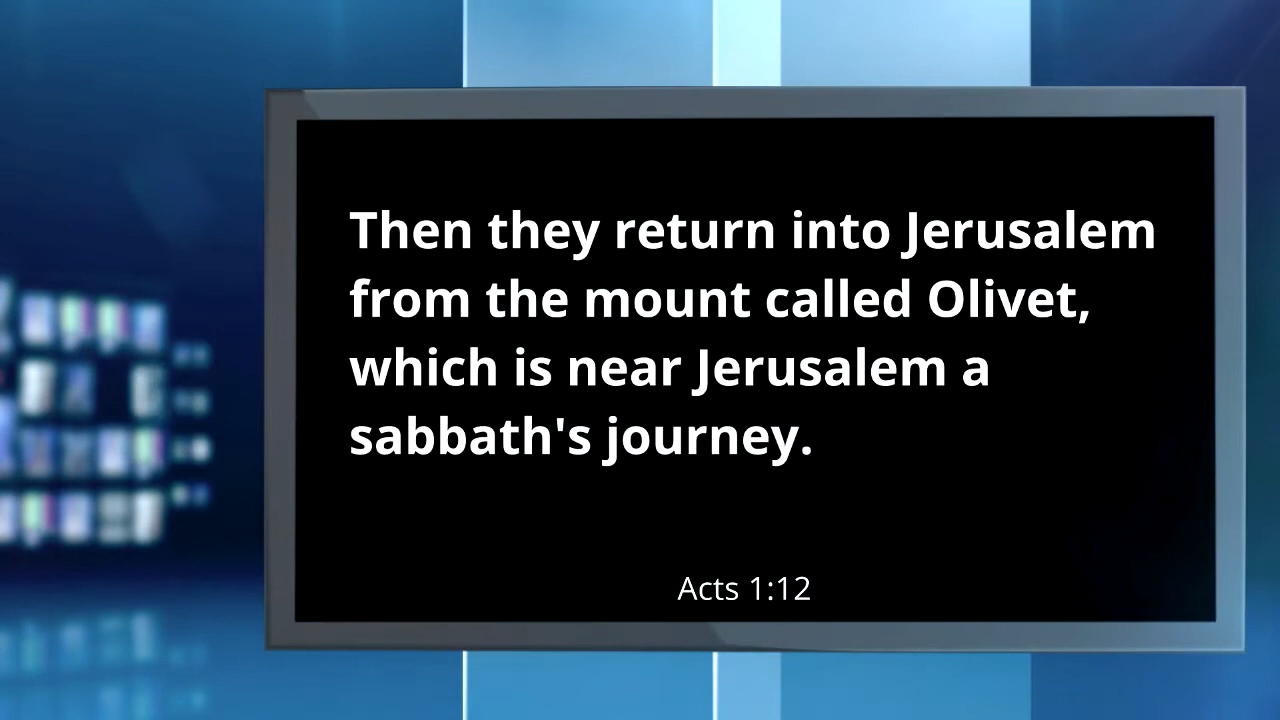 Then they return into Jerusalem
from the mount called Olivet,
which is near Jerusalem a
sabbath's journey.
Acts 1:12